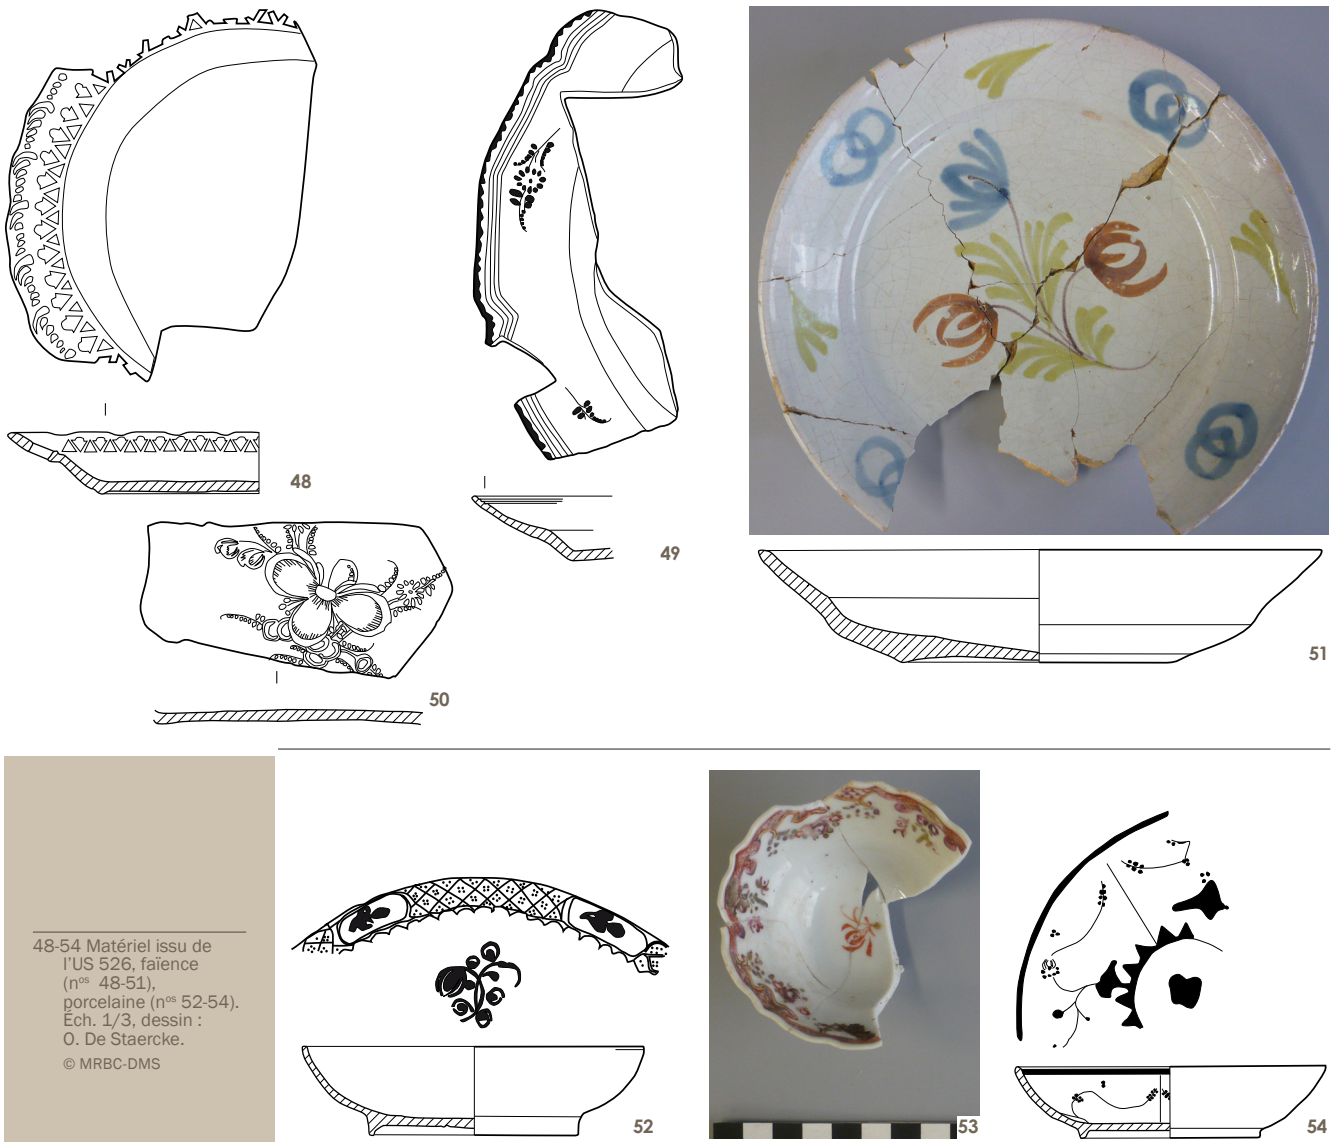 48
49
50
51
48-54 Matériel issu de
l’US 526, faïence
(nᵒˢ 48-51),
porcelaine (nᵒˢ 52-54).
Éch. 1/3, dessin :
O. De Staercke.
© MRBC-DMS
52
53
54